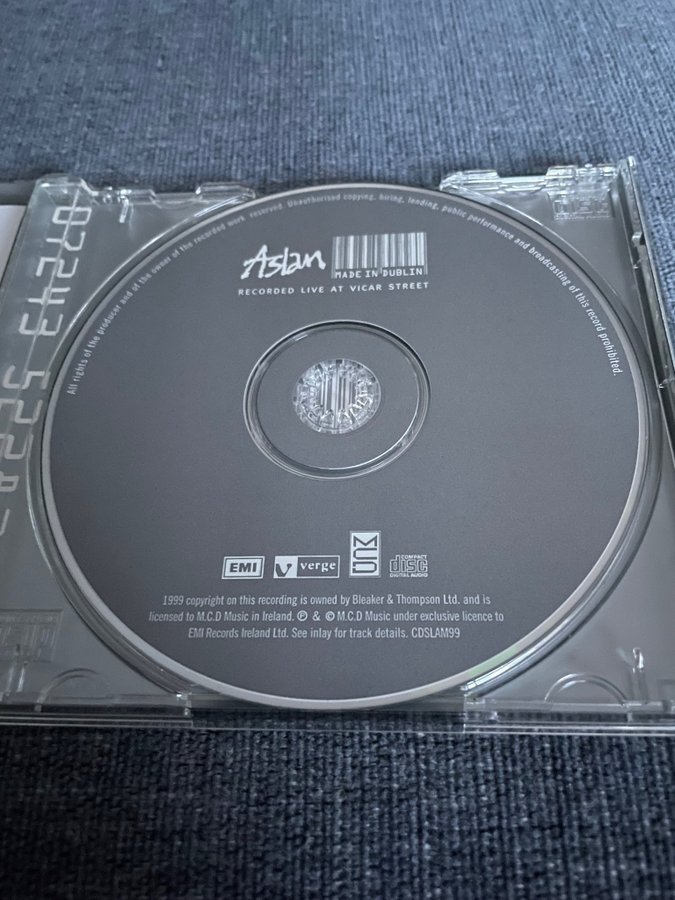 All rights of the producer and of the owner of the recorded work reserved. Unauthorised copying, hiring, lending, public performance and broadcasting of this record prohibited.
Aslan
MADE IN DUBLIN
RECORDED LIVE AT VICAR STREET
EMI
v verge
COMPACT
disc
DIGITAL AUDIO
1999 copyright on this recording is owned by Bleaker & Thompson Ltd. and is
licensed to M.C.D Music in Ireland. ℗ & © M.C.D Music under exclusive licence to
EMI Records Ireland Ltd. See inlay for track details. CDSLAM99